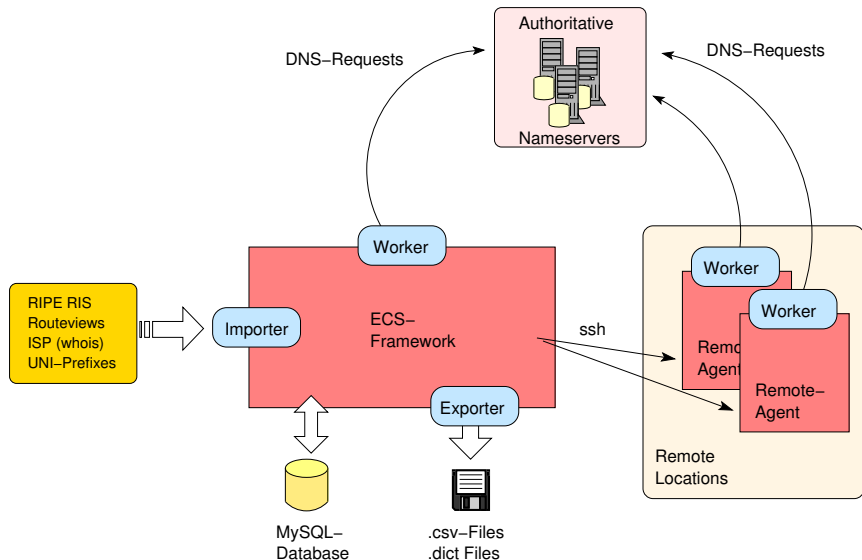 Authoritative
Nameservers
DNS−Requests
DNS−Requests
Worker
ECS−
Framework
RIPE RIS
Routeviews
ISP (whois)
UNI−Prefixes
Importer
Exporter
ssh
Worker
Worker
Remo
Agent
Remote−
Agent
Remote
Locations
MySQL−
Database
.csv−Files
.dict Files